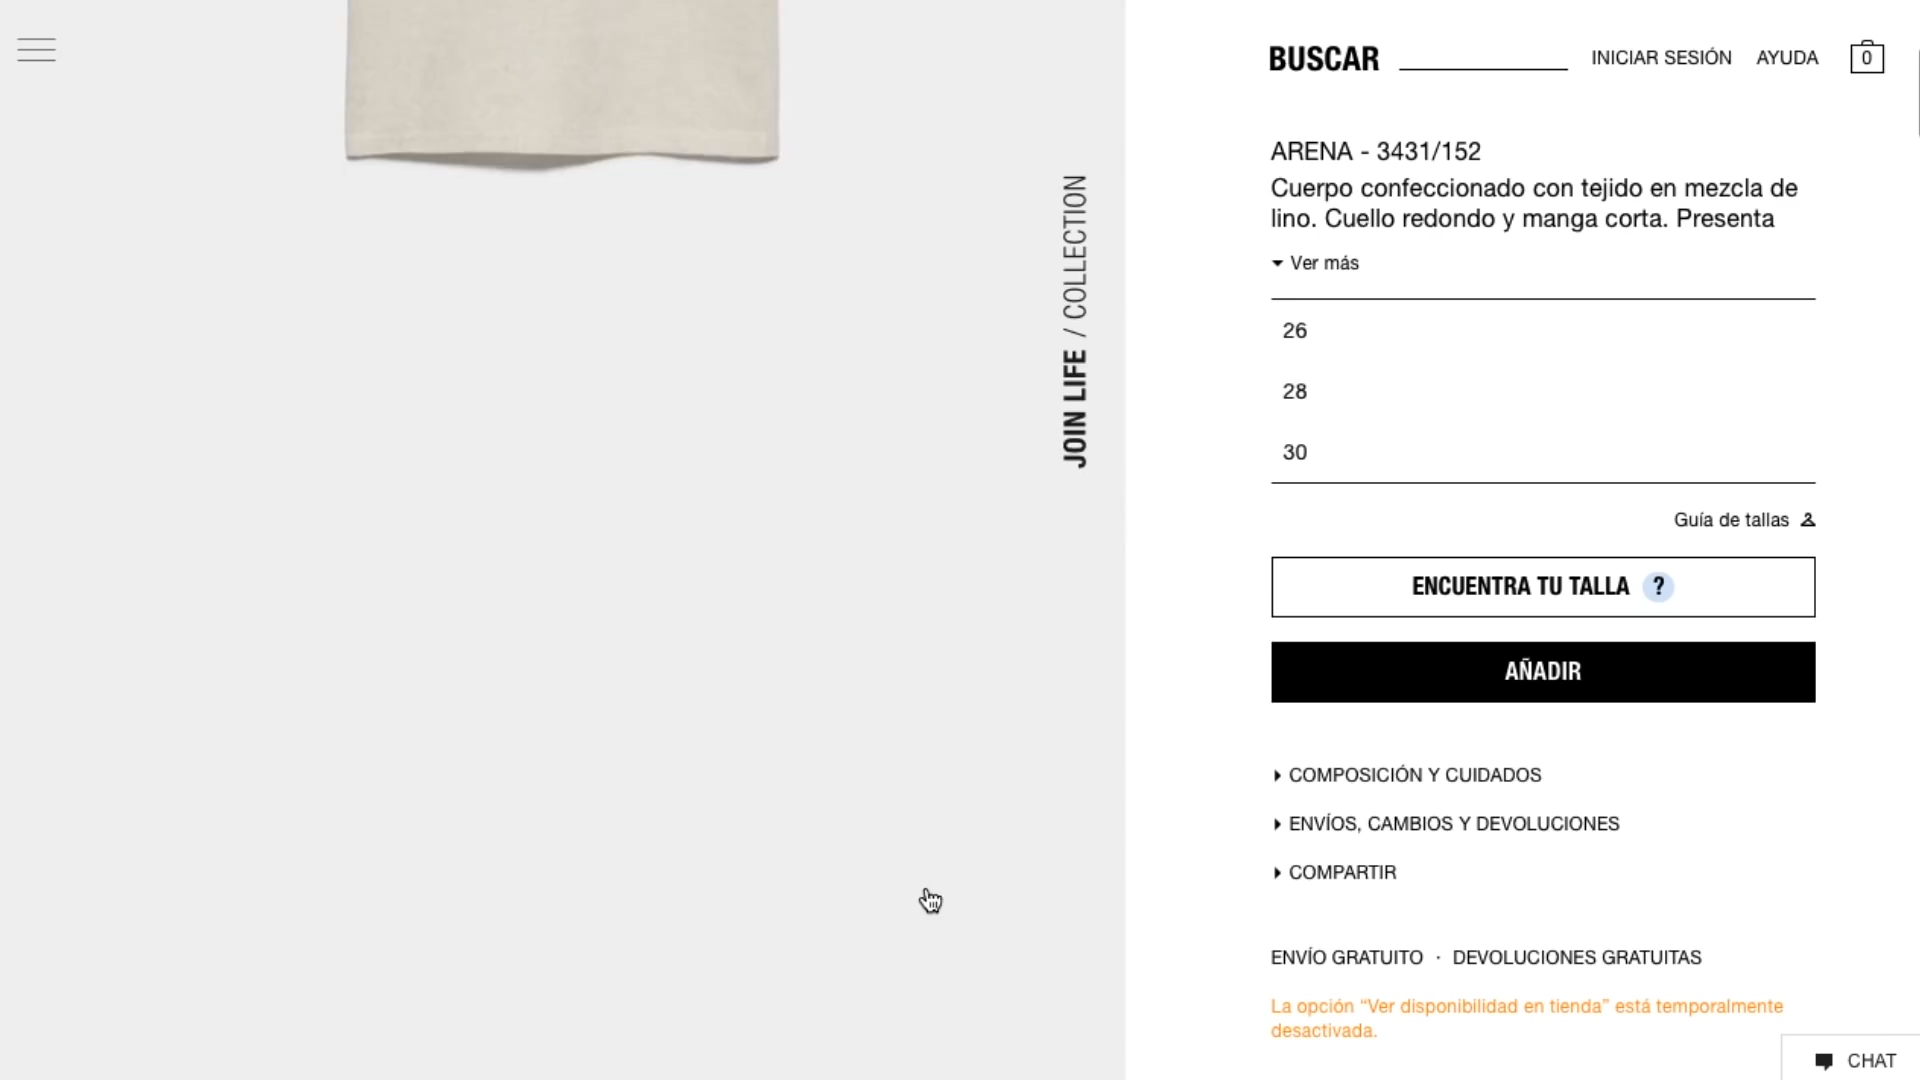 BUSCAR
INICIAR SESIÓN
AYUDA
0
ARENA - 3431/152
Cuerpo confeccionado con tejido en mezcla de
lino. Cuello redondo y manga corta. Presenta
Ver más
26
28
30
Guía de tallas
ENCUENTRA TU TALLA ?
AÑADIR
COMPOSICIÓN Y CUIDADOS
ENVÍOS, CAMBIOS Y DEVOLUCIONES
COMPARTIR
ENVÍO GRATUITO · DEVOLUCIONES GRATUITAS
La opción “Ver disponibilidad en tienda” está temporalmente
desactivada.
CHAT
JOIN LIFE / COLLECTION